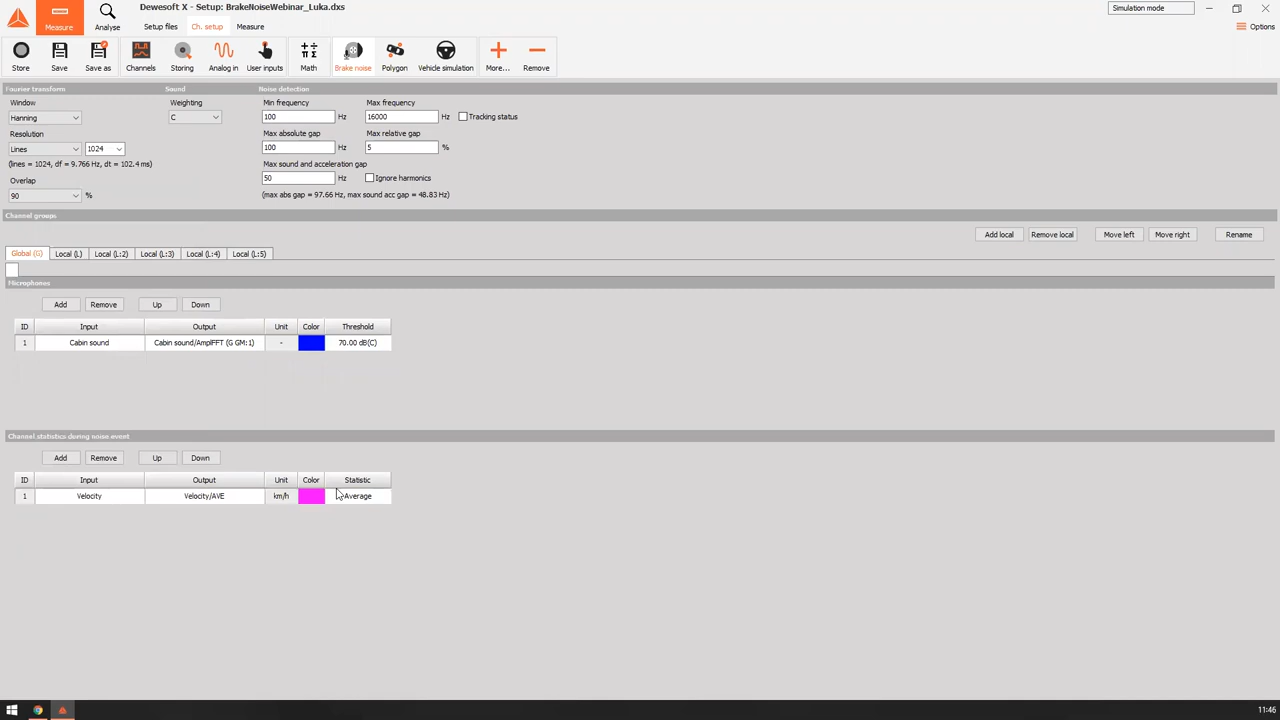 Dewesoft X - Setup: BrakeNoiseWebinar_Luka.dxs
Simulation mode
Measure
Analyse
Setup files
Ch. setup
Measure
Options
Store
Save
Save as
Channels
Storing
Analog in
User inputs
Math
Brake noise
Polygon
Vehicle simulation
More...
Remove
Fourier transform
Sound
Noise detection
Window
Weighting
Min frequency
Max frequency
Hanning
C
100 Hz
16000 Hz
Tracking status
Resolution
Max absolute gap
Max relative gap
Lines
1024
100 Hz
5 %
(lines = 1024, df = 9.766 Hz, dt = 102.4 ms)
Max sound and acceleration gap
Overlap
50 Hz
Ignore harmonics
90 %
(max abs gap = 97.66 Hz, max sound acc gap = 48.83 Hz)
Channel groups
Add local
Remove local
Move left
Move right
Rename
Global (G)
Local (L)
Local (L:2)
Local (L:3)
Local (L:4)
Local (L:5)
Microphones
Add
Remove
Up
Down
ID Input Output Unit Color Threshold
1 Cabin sound Cabin sound/AmplFFT (G GM:1) - 70.00 dB(C)
Channel statistics during noise event
Add
Remove
Up
Down
ID Input Output Unit Color Statistic
1 Velocity Velocity/AVE km/h Average
11:46